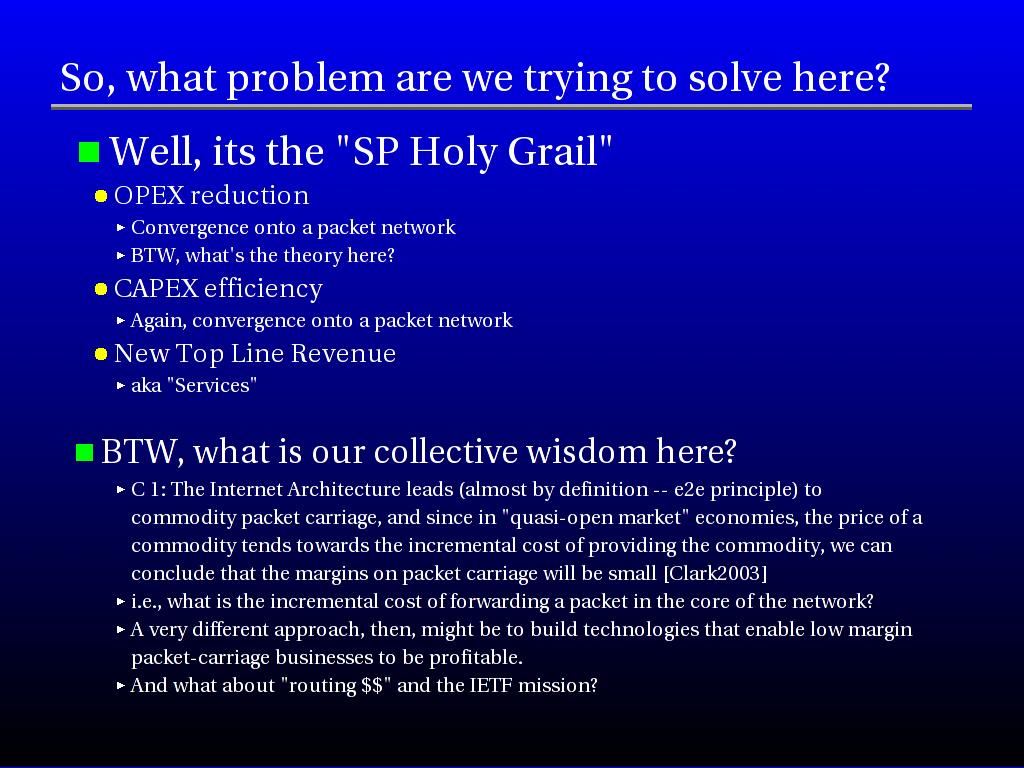 So, what problem are we trying to solve here?
Well, its the "SP Holy Grail"
OPEX reduction
Convergence onto a packet network
BTW, what's the theory here?
CAPEX efficiency
Again, convergence onto a packet network
New Top Line Revenue
aka "Services"
BTW, what is our collective wisdom here?
C 1: The Internet Architecture leads (almost by definition -- e2e principle) to
commodity packet carriage, and since in "quasi-open market" economies, the price of a
commodity tends towards the incremental cost of providing the commodity, we can
conclude that the margins on packet carriage will be small [Clark2003]
i.e., what is the incremental cost of forwarding a packet in the core of the network?
A very different approach, then, might be to build technologies that enable low margin
packet-carriage businesses to be profitable.
And what about "routing $$" and the IETF mission?